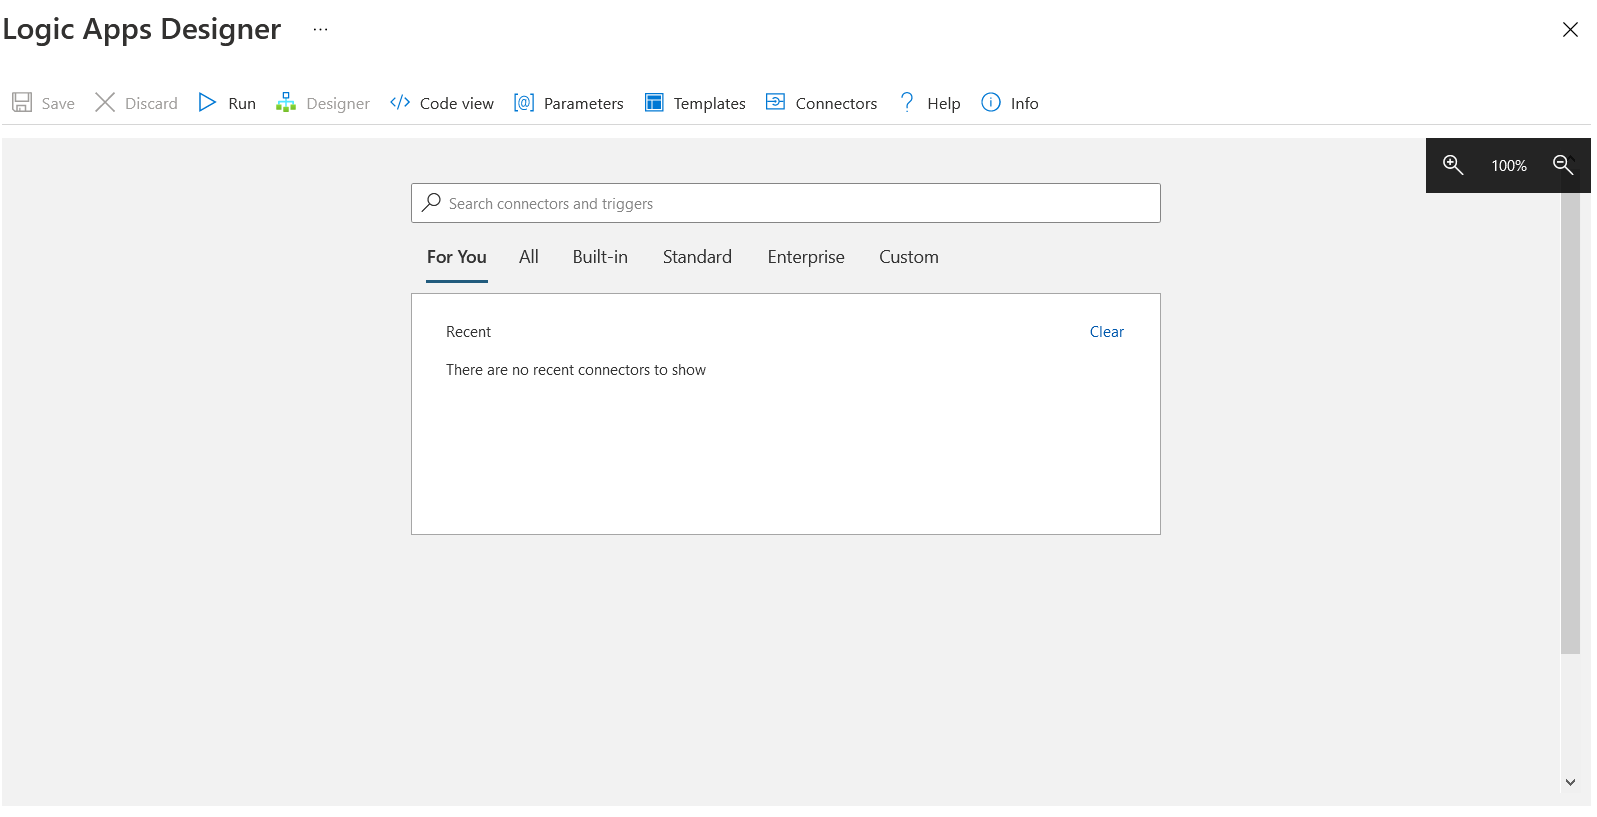 Logic Apps Designer ...
Save Discard Run Designer Code view Parameters Templates Connectors Help Info
100%
Search connectors and triggers
For You All Built-in Standard Enterprise Custom
Recent Clear
There are no recent connectors to show